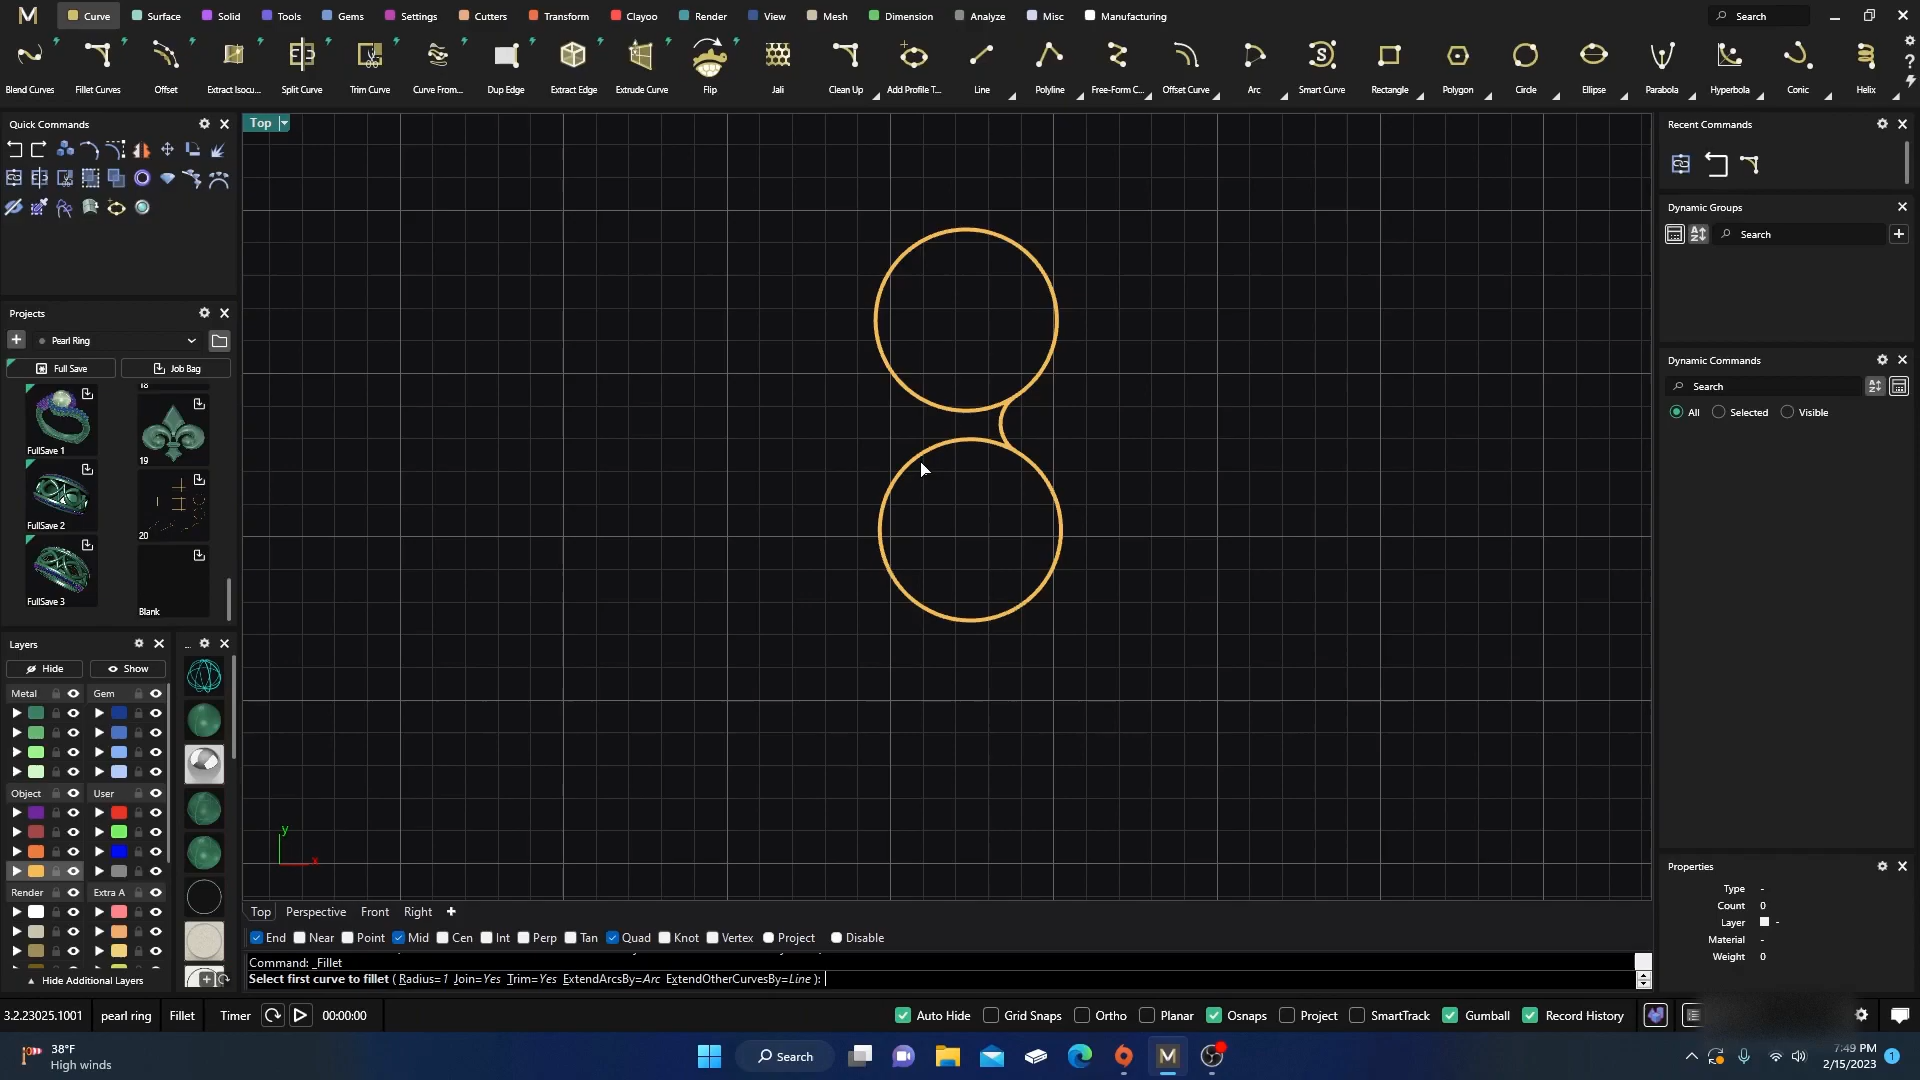 M Curve Surface Solid Tools Gems Settings Cutters Transform Clayoo Render View Mesh Dimension Analyze Misc Manufacturing Search
Blend Curves Fillet Curves Offset Extract Isocu... Split Curve Trim Curve Curve From... Dup Edge Extract Edge Extrude Curve Flip Jali Clean Up Add Profile T... Line Polyline Free-Form C... Offset Curve Arc Smart Curve Rectangle Polygon Circle Ellipse Parabola Hyperbola Conic Helix
Quick Commands
Top
Recent Commands
Dynamic Groups
Search
Projects
Pearl Ring
Full Save Job Bag
18
FullSave 1
19
FullSave 2
20
FullSave 3
Blank
Dynamic Commands
Search
All Selected Visible
Layers ...
Hide Show
Metal Gem
Object User
Render Extra A
Hide Additional Layers
y
x
Properties
Type -
Count 0
Layer -
Material -
Weight 0
Top Perspective Front Right
End Near Point Mid Cen Int Perp Tan Quad Knot Vertex Project Disable
Command: _Fillet
Select first curve to fillet ( Radius=1 Join=Yes Trim=Yes ExtendArcsBy=Arc ExtendOtherCurvesBy=Line ):
3.2.23025.1001 pearl ring Fillet Timer 00:00:00 Auto Hide Grid Snaps Ortho Planar Osnaps Project SmartTrack Gumball Record History
38°F
High winds
Search
7:49 PM
2/15/2023
1